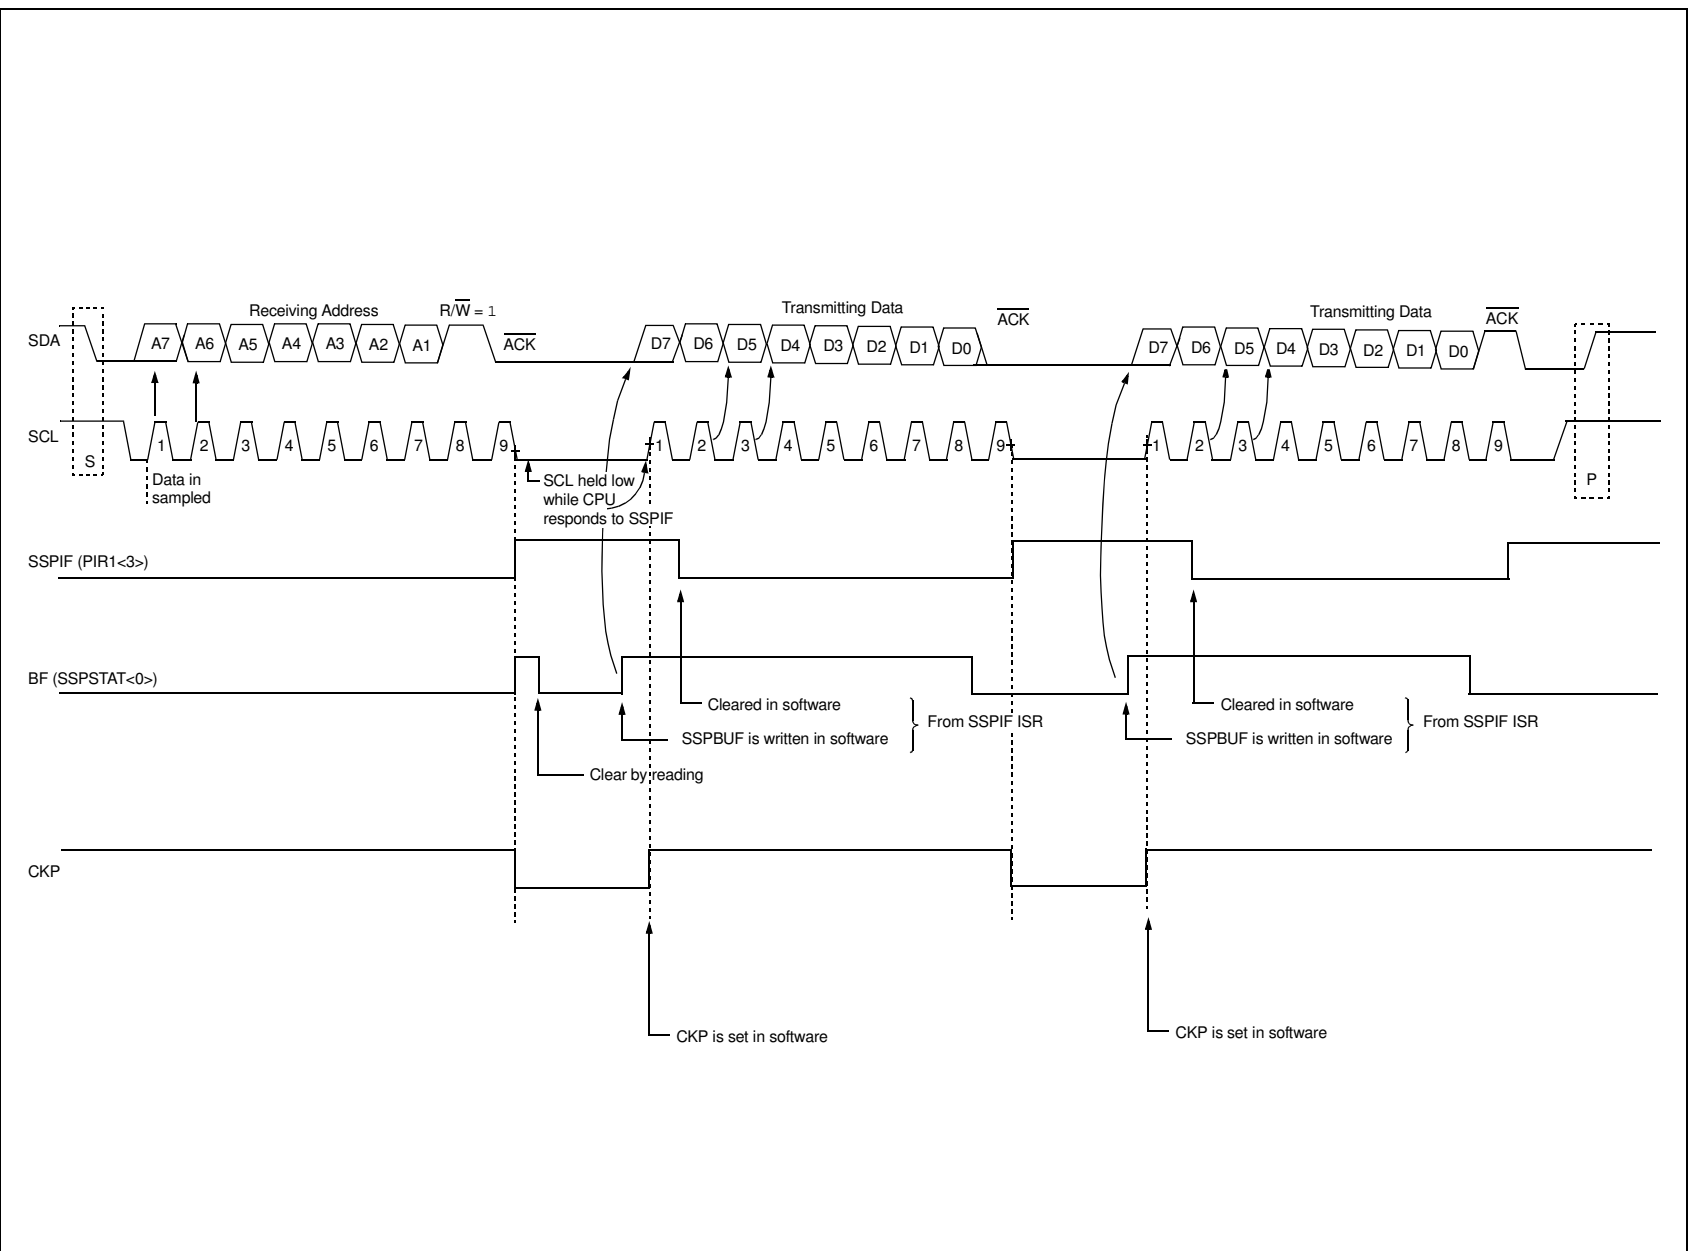 Receiving Address R/W = 1 Transmitting Data ACK Transmitting Data ACK
SDA A7 A6 A5 A4 A3 A2 A1 ACK D7 D6 D5 D4 D3 D2 D1 D0 D7 D6 D5 D4 D3 D2 D1 D0
SCL 1 2 3 4 5 6 7 8 9 1 2 3 4 5 6 7 8 9 1 2 3 4 5 6 7 8 9
S
P
Data in
sampled
SCL held low
while CPU
responds to SSPIF
SSPIF (PIR1<3>)
BF (SSPSTAT<0>)
Cleared in software
SSPBUF is written in software
From SSPIF ISR
Clear by reading
Cleared in software
SSPBUF is written in software
From SSPIF ISR
CKP
CKP is set in software
CKP is set in software